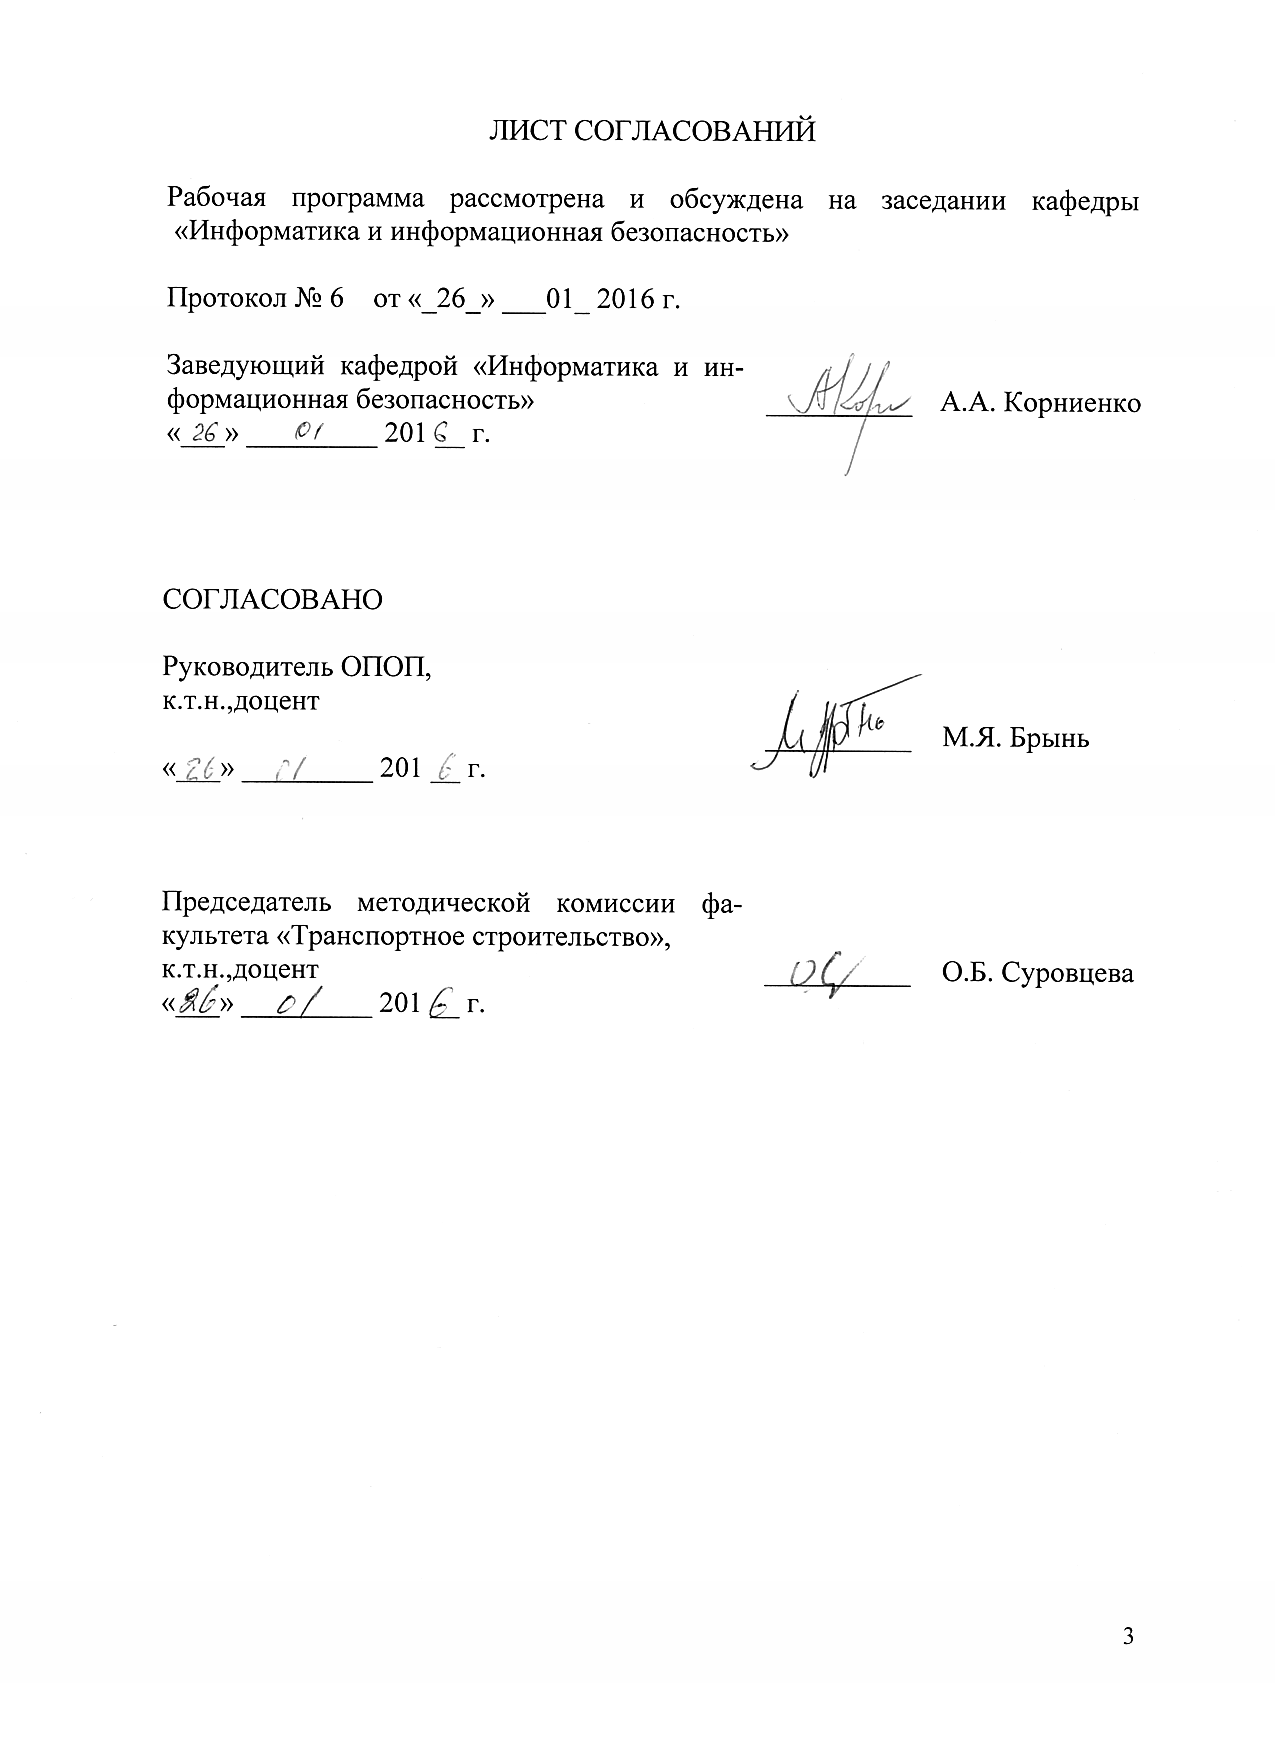 ЛИСТ СОГЛАСОВАНИЙ
Рабочая программа рассмотрена и обсуждена на заседании кафедры
«Информатика и информационная безопасность»
Протокол № 6 от «_26_» ___01_ 2016 г.
Заведующий кафедрой «Информатика и ин-
формационная безопасность»
А.А. Корниенко
«26» 01 2016 г.
СОГЛАСОВАНО
Руководитель ОПОП,
к.т.н.,доцент
М.Я. Брынь
«26» 01 2016 г.
Председатель методической комиссии фа-
культета «Транспортное строительство»,
к.т.н.,доцент
О.Б. Суровцева
«26» 01 2016 г.
3